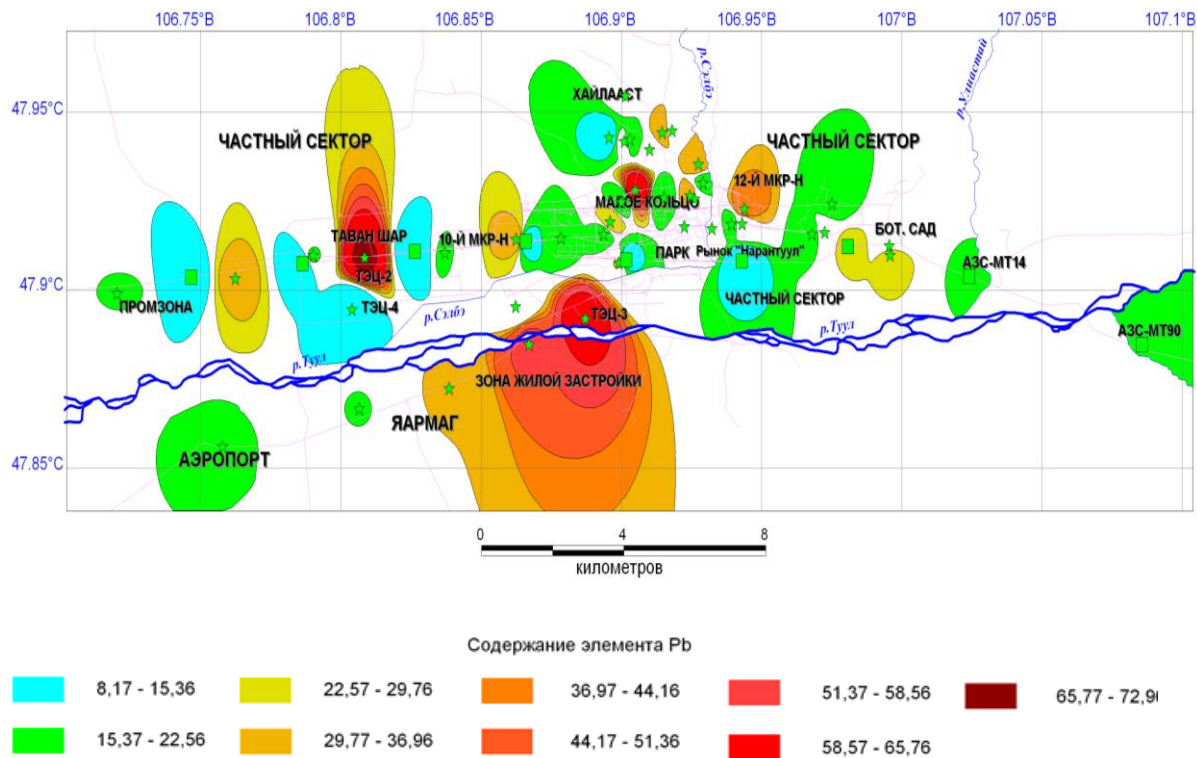 106.75°В 106.8°В 106.85°В 106.9°В 106.95°В 107°В 107.05°В 107.1°В
р.Сэлбэ
р.Улиастай
47.95°С
ХАЙЛААСТ
ЧАСТНЫЙ СЕКТОР
ЧАСТНЫЙ СЕКТОР
12-Й МКР-Н
МАЛОЕ КОЛЬЦО
ТАВАН ШАР
10-Й МКР-Н
БОТ. САД
ПАРК
Рынок "Нарантуул"
АЗС-МТ14
ТЭЦ-2
47.9°С
ПРОМЗОНА
ТЭЦ-4
ЧАСТНЫЙ СЕКТОР
р.Сэлбэ
ТЭЦ-3
р.Туул
АЗС-МТ90
р.Туул
ЗОНА ЖИЛОЙ ЗАСТРОЙКИ
ЯАРМАГ
АЭРОПОРТ
47.85°С
0 4 8
километров
Содержание элемента Pb
8,17 - 15,36 22,57 - 29,76 36,97 - 44,16 51,37 - 58,56
15,37 - 22,56 29,77 - 36,96 44,17 - 51,36 58,57 - 65,76